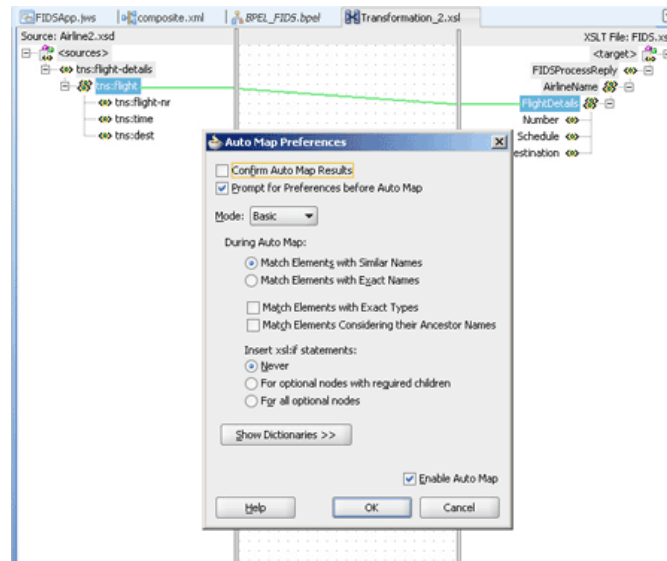 FIDSApp.jws composite.xml BPEL_FIDS.bpel Transformation_2.xsl
Source: Airline2.xsd XSLT File: FIDS.xs
<sources> <target>
tns:flight-details FIDSProcessReply
tns:flight AirlineName
tns:flight-nr FlightDetails
tns:time Number
tns:dest Schedule
estination
Auto Map Preferences
Confirm Auto Map Results
Prompt for Preferences before Auto Map
Mode: Basic
During Auto Map:
Match Elements with Similar Names
Match Elements with Exact Names
Match Elements with Exact Types
Match Elements Considering their Ancestor Names
Insert xsl:if statements:
Never
For optional nodes with required children
For all optional nodes
Show Dictionaries >>
Enable Auto Map
Help OK Cancel